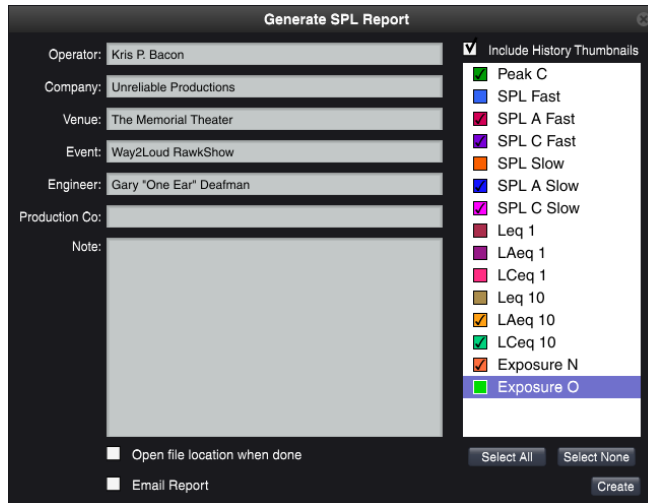 Generate SPL Report
Operator: Kris P. Bacon
Company: Unreliable Productions
Venue: The Memorial Theater
Event: Way2Loud RawkShow
Engineer: Gary "One Ear" Deafman
Production Co:
Note:
Open file location when done
Email Report
Include History Thumbnails
Peak C
SPL Fast
SPL A Fast
SPL C Fast
SPL Slow
SPL A Slow
SPL C Slow
Leq 1
LAeq 1
LCeq 1
Leq 10
LAeq 10
LCeq 10
Exposure N
Exposure O
Select All Select None
Create